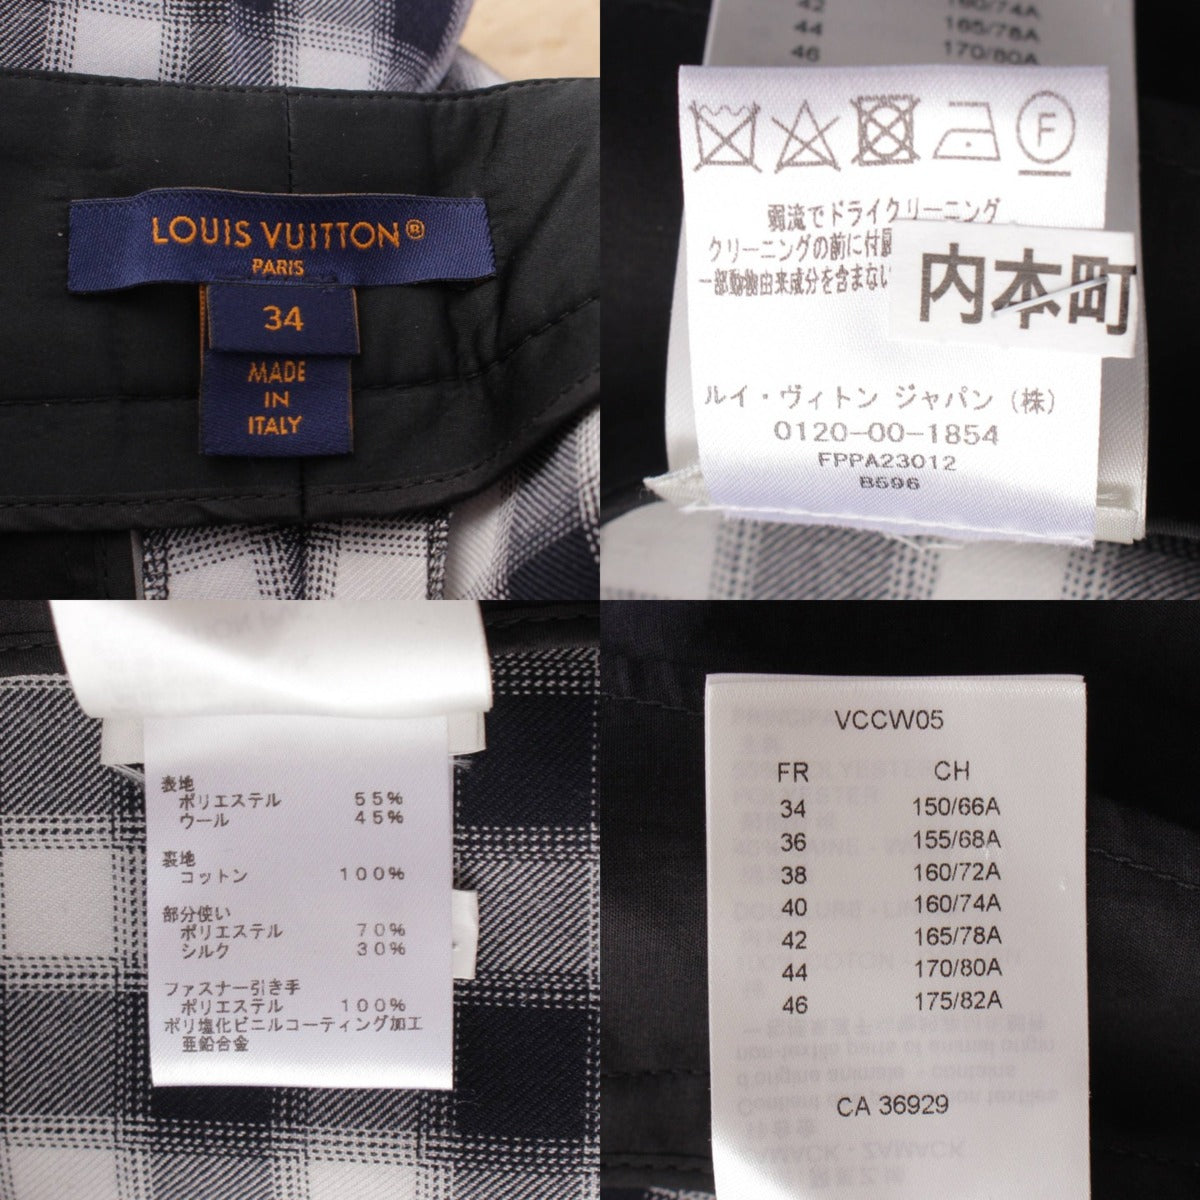 LOUIS VUITTON®
PARIS
34
MADE
IN
ITALY
44 165/78A
46 170/80A
F
弱滝でドライクリーニング
クリーニングの前に付属
一部動物由来成分を含まない
内本町
ルイ・ヴィトン ジャパン (株)
0120-00-1854
FPPA23012
B596
表地
ポリエステル 55%
ウール 45%
裏地
コットン 100%
部分使い
ポリエステル 70%
シルク 30%
ファスナー引き手
ポリエステル 100%
ポリ塩化ビニルコーティング加工
亜鉛合金
VCCW05
FR CH
34 150/66A
36 155/68A
38 160/72A
40 160/74A
42 165/78A
44 170/80A
46 175/82A
CA 36929